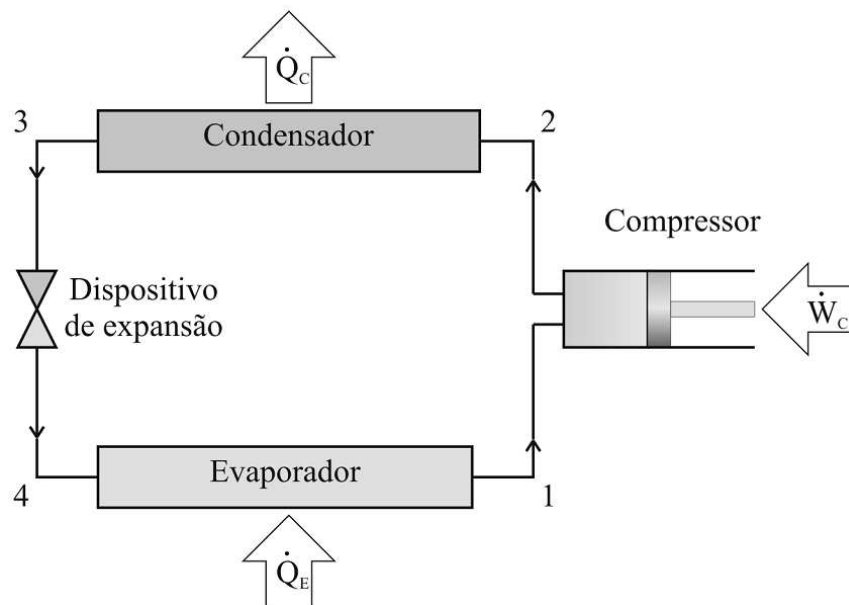 Q̇C
3
Condensador
2
Compressor
Dispositivo
de expansão
ẆC
Evaporador
4
1
Q̇E